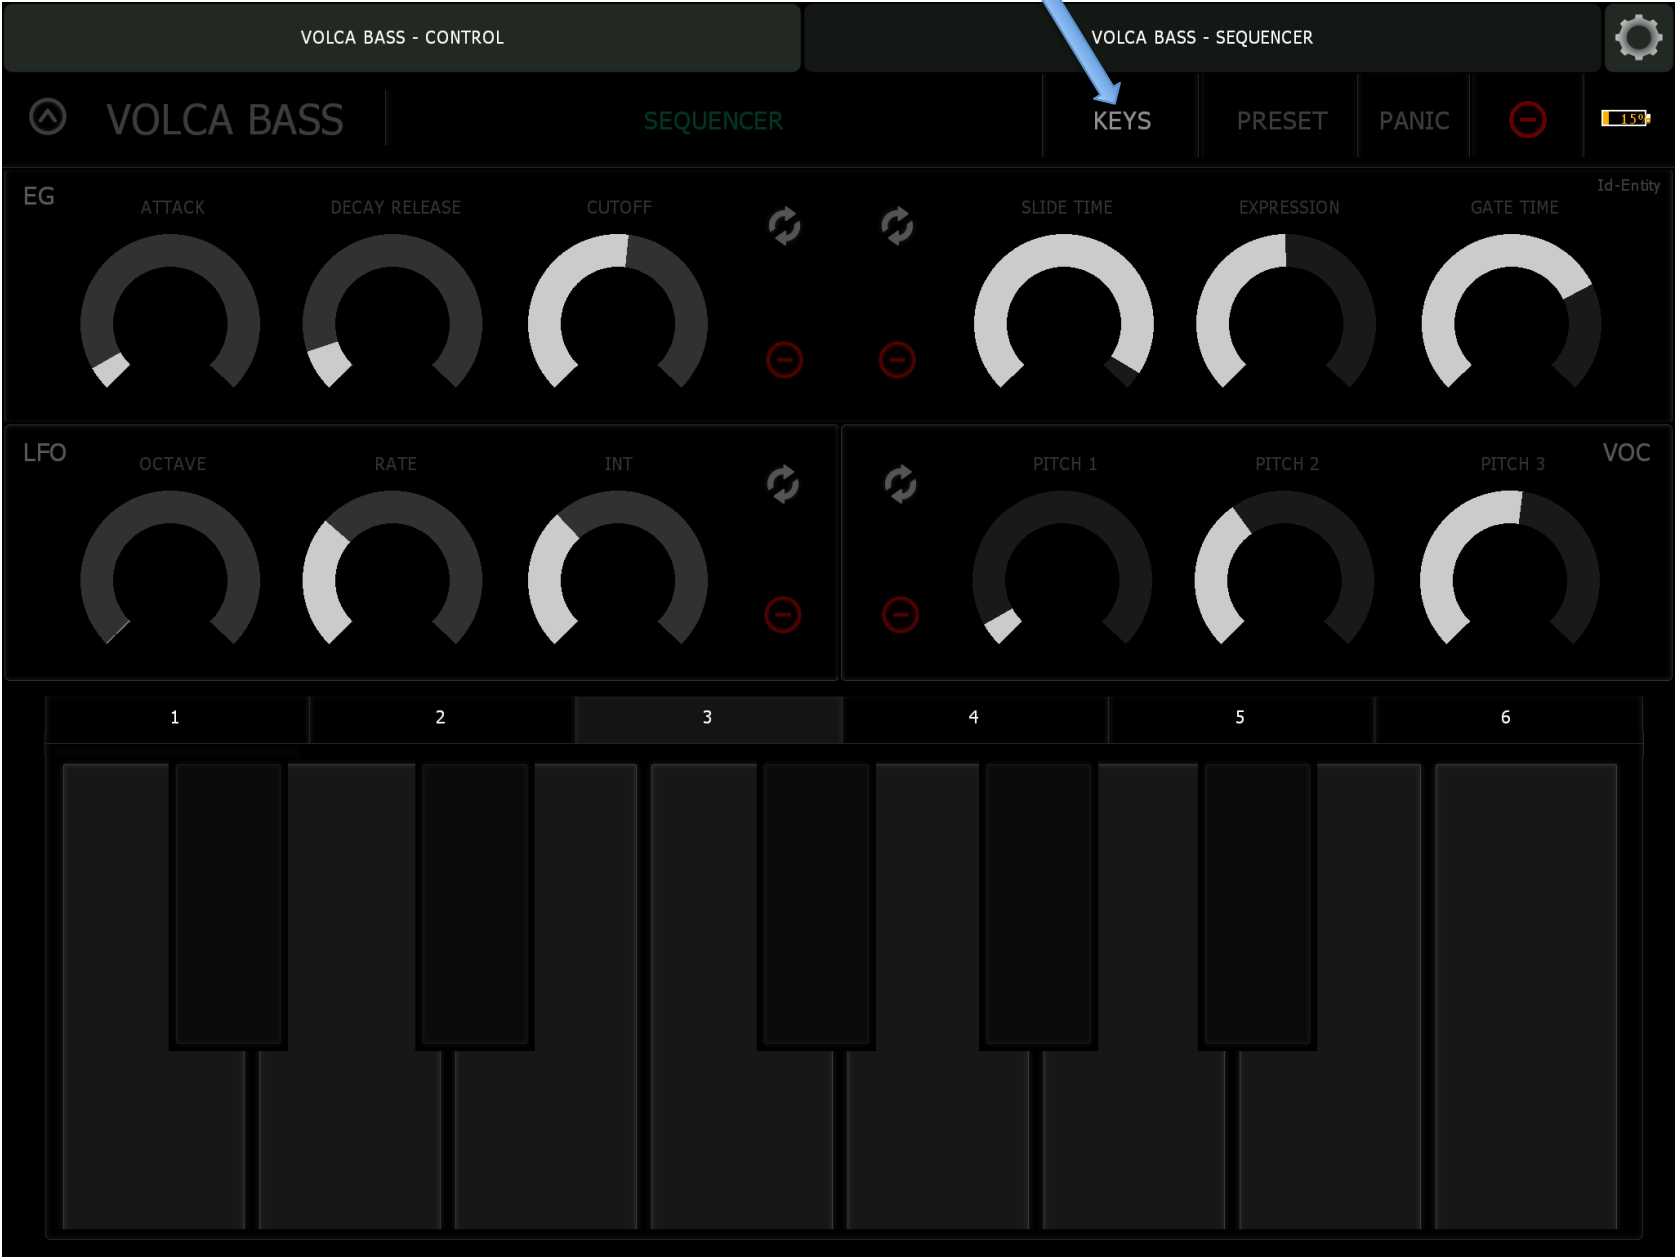 VOLCA BASS - CONTROL
VOLCA BASS - SEQUENCER
VOLCA BASS
SEQUENCER
KEYS
PRESET
PANIC
15%
EG
ATTACK
DECAY RELEASE
CUTOFF
SLIDE TIME
EXPRESSION
GATE TIME
Id-Entity
LFO
OCTAVE
RATE
INT
PITCH 1
PITCH 2
PITCH 3
VOC
1
2
3
4
5
6